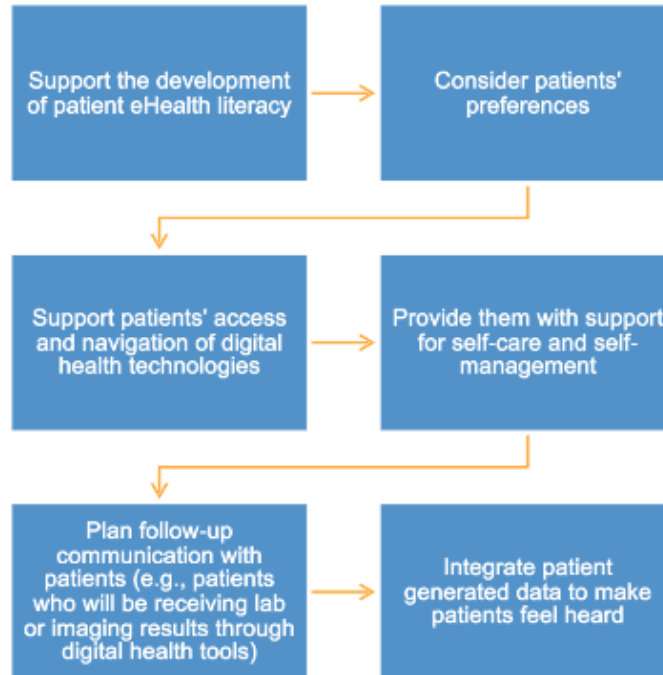 Support the development
of patient eHealth literacy
Consider patients'
preferences
Support patients' access
and navigation of digital
health technologies
Provide them with support
for self-care and self-
management
Plan follow-up
communication with
patients (e.g., patients
who will be receiving lab
or imaging results through
digital health tools)
Integrate patient
generated data to make
patients feel heard